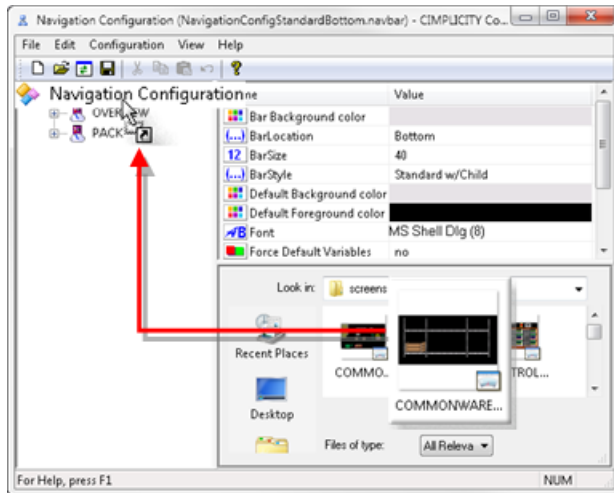 Navigation Configuration (NavigationConfigStandardBottom.navbar) - CIMPLICITY Co...
File Edit Configuration View Help
Navigation Configuration
OVERVIEW
PACK
Value
Bar Background color
BarLocation Bottom
12 BarSize 40
BarStyle Standard w/Child
Default Background color
Default Foreground color
Font MS Shell Dlg (8)
Force Default Variables no
Look in: screens
Recent Places
Desktop
COMMO..
COMMONWARE...
TROL...
Files of type: All Releva
For Help, press F1 NUM